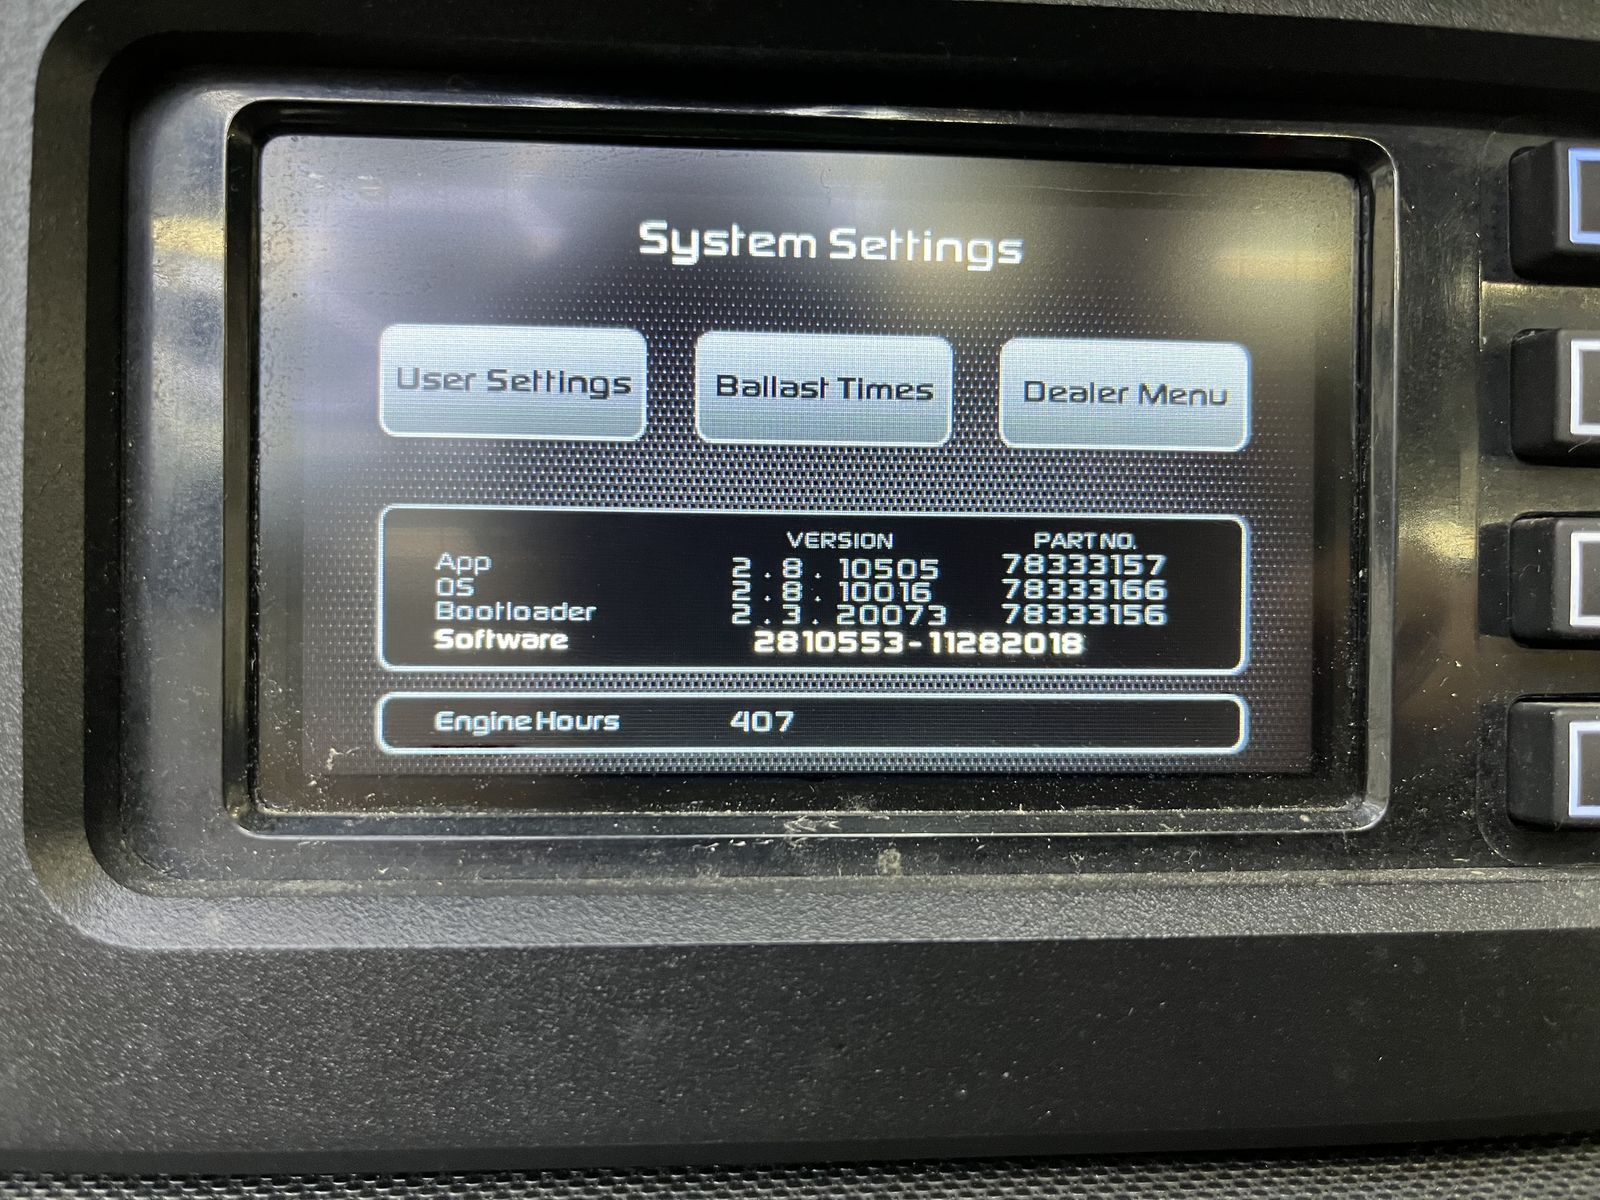 System Settings
User Settings Ballast Times Dealer Menu
VERSION PART NO.
App 2.8.10505 78333157
OS 2.8.10016 78333166
Bootloader 2.3.20073 78333156
Software 2810553-11282018
Engine Hours 407